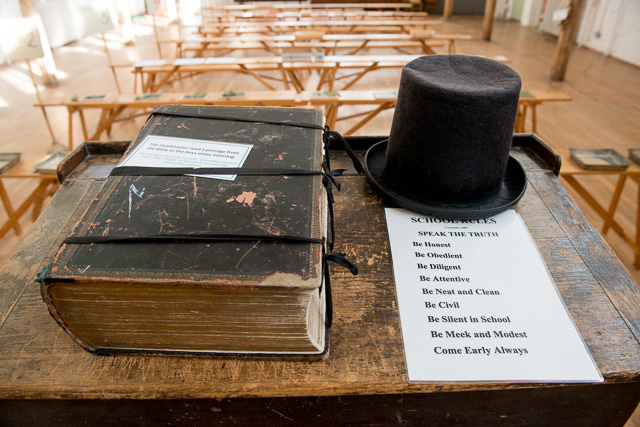 The Headmaster read a passage from
the Bible to the boys every morning.
SCHOOL RULES
SPEAK THE TRUTH
Be Honest
Be Obedient
Be Diligent
Be Attentive
Be Neat and Clean
Be Civil
Be Silent in School
Be Meek and Modest
Come Early Always